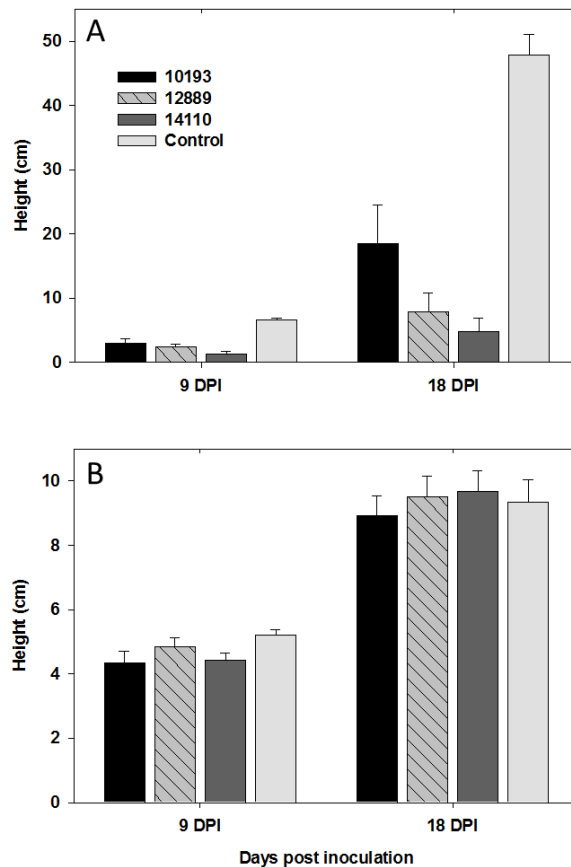 A
10193
12889
14110
Control
Height (cm)
50
40
30
20
10
0
9 DPI 18 DPI
B
Height (cm)
10
8
6
4
2
0
9 DPI 18 DPI
Days post inoculation